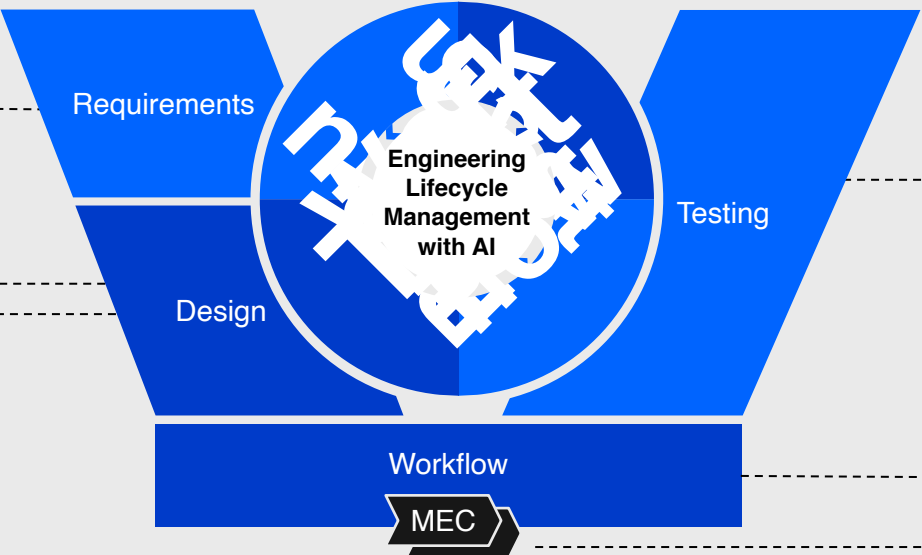 Requirements
Engineering
Lifecycle
Management
with AI
Testing
Design
Workflow
MEC